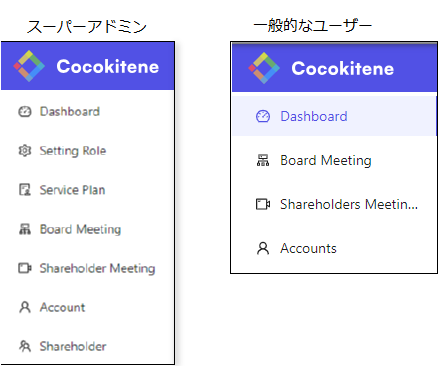 スーパーアドミン
Cocokitene
Dashboard
Setting Role
Service Plan
Board Meeting
Shareholder Meeting
Account
Shareholder
一般的なユーザー
Cocokitene
Dashboard
Board Meeting
Shareholders Meetin...
Accounts